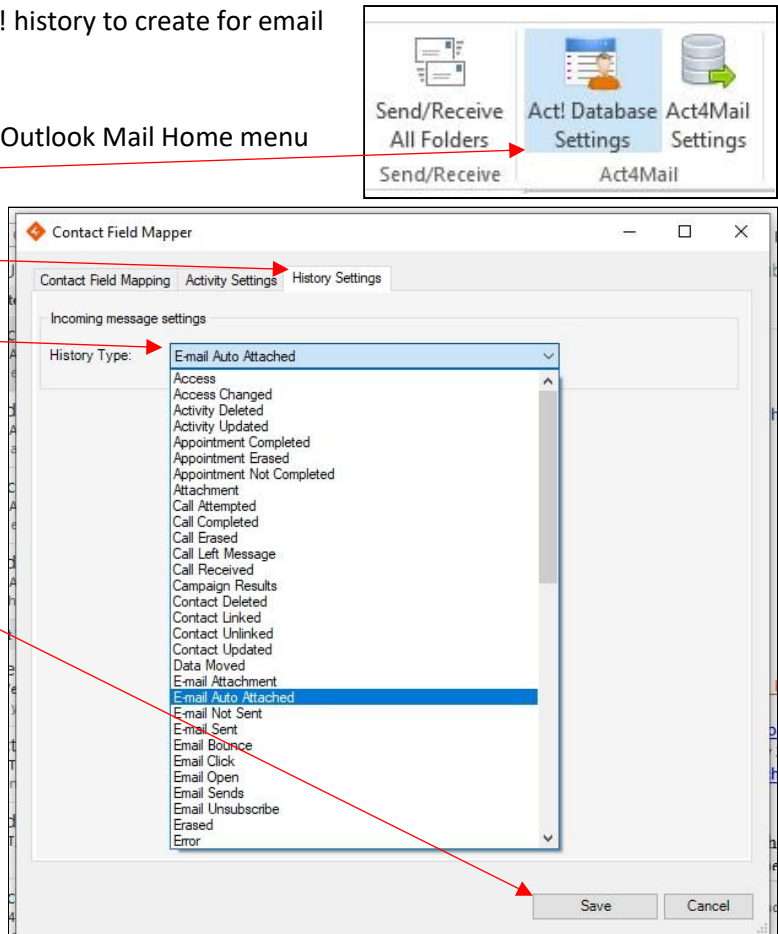 ! history to create for email
Outlook Mail Home menu
Send/Receive All Folders
Send/Receive
Act! Database Settings
Act4Mail Settings
Act4Mail
Contact Field Mapper
Contact Field Mapping Activity Settings History Settings
Incoming message settings
History Type: E-mail Auto Attached
Access
Access Changed
Activity Deleted
Activity Updated
Appointment Completed
Appointment Erased
Appointment Not Completed
Attachment
Call Attempted
Call Completed
Call Erased
Call Left Message
Call Received
Campaign Results
Contact Deleted
Contact Linked
Contact Unlinked
Contact Updated
Data Moved
E-mail Attachment
E-mail Auto Attached
E-mail Not Sent
E-mail Sent
Email Bounce
Email Click
Email Open
Email Sends
Email Unsubscribe
Erased
Error
Save Cancel